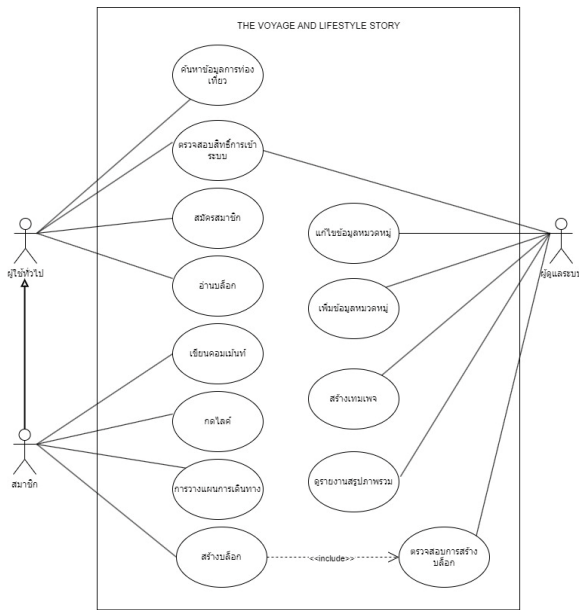 THE VOYAGE AND LIFESTYLE STORY
ค้นหาข้อมูลการท่อง
เที่ยว
ตรวจสอบสิทธิ์การเข้า
ระบบ
สมัครสมาชิก
แก้ไขข้อมูลหมวดหมู่
ผู้ใช้ทั่วไป
ผู้ดูแลระบบ
อ่านบล็อก
เพิ่มข้อมูลหมวดหมู่
เขียนคอมเม้นท์
สร้างเทมเพจ
กดไลค์
สมาชิก
การวางแผนการเดินทาง
ดูรายงานสรุปภาพรวม
สร้างบล็อก
<<include>>
ตรวจสอบการสร้าง
บล็อก